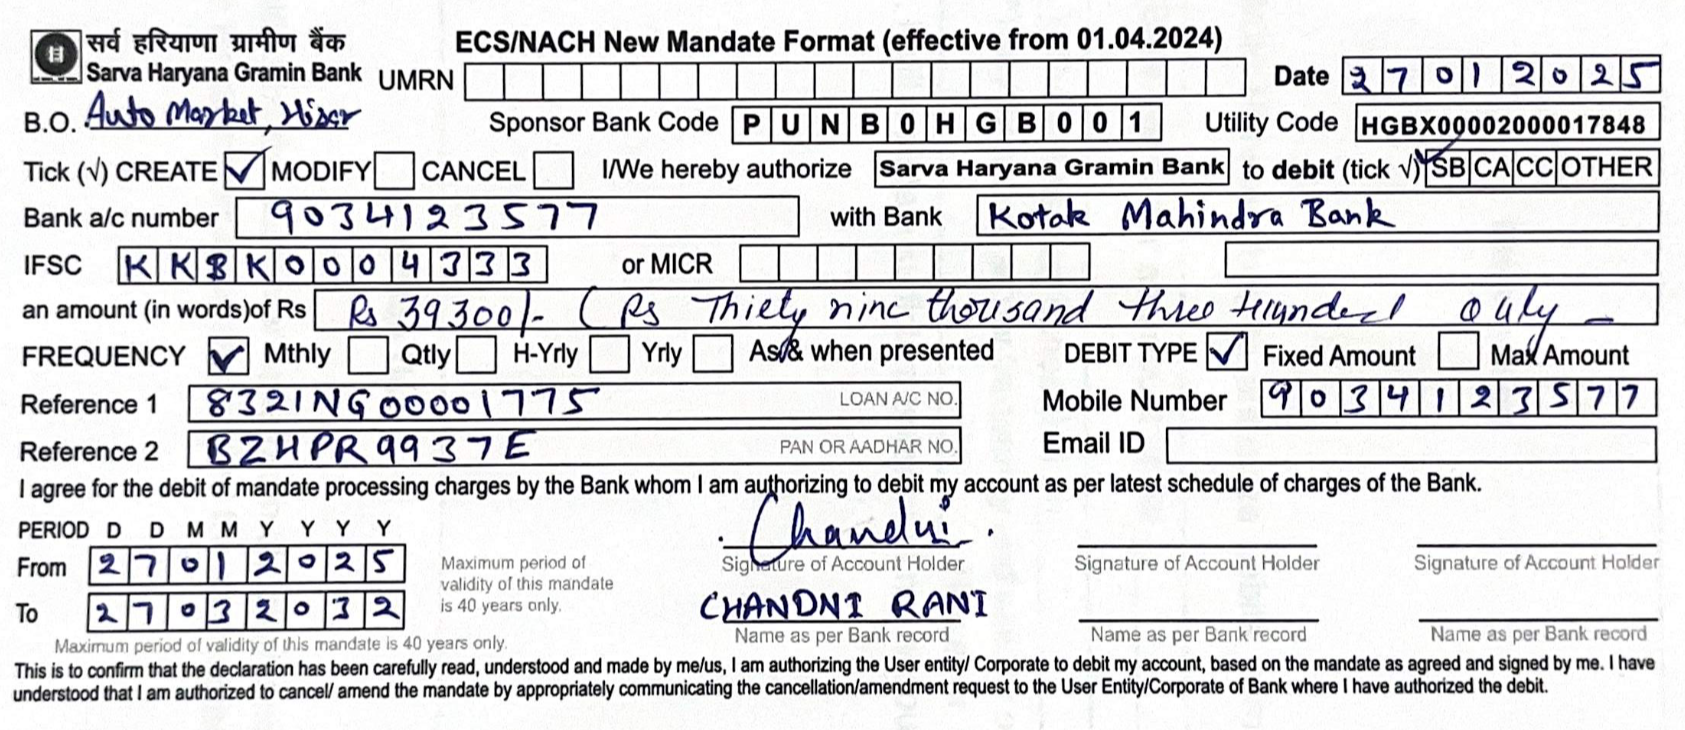 सर्व हरियाणा ग्रामीण बैंक
Sarva Haryana Gramin Bank
ECS/NACH New Mandate Format (effective from 01.04.2024)
UMRN Date 27012025
B.O. Auto Market, Hisar Sponsor Bank Code PUNB0HGB001 Utility Code HGBX00002000017848
Tick (√) CREATE ✓ MODIFY CANCEL I/We hereby authorize Sarva Haryana Gramin Bank to debit (tick √) ✓ SB CA CC OTHER
Bank a/c number 9034123577 with Bank Kotak Mahindra Bank
IFSC KKBK0004333 or MICR
an amount (in words)of Rs Rs 39300/- ( Rs Thiety nine thousand three Hundred only –
FREQUENCY ✓ Mthly Qtly H-Yrly Yrly As & when presented DEBIT TYPE ✓ Fixed Amount Max Amount
Reference 1 832ING00001775 LOAN A/C NO. Mobile Number 9034123577
Reference 2 BZHPR9937E PAN OR AADHAR NO. Email ID
I agree for the debit of mandate processing charges by the Bank whom I am authorizing to debit my account as per latest schedule of charges of the Bank.
PERIOD D D M M Y Y Y Y
From 27012025
To 27032032
Maximum period of
validity of this mandate
is 40 years only.
Maximum period of validity of this mandate is 40 years only.
Chandni
Signature of Account Holder Signature of Account Holder Signature of Account Holder
CHANDNI RANI
Name as per Bank record Name as per Bank record Name as per Bank record
This is to confirm that the declaration has been carefully read, understood and made by me/us, I am authorizing the User entity/ Corporate to debit my account, based on the mandate as agreed and signed by me. I have
understood that I am authorized to cancel/ amend the mandate by appropriately communicating the cancellation/amendment request to the User Entity/Corporate of Bank where I have authorized the debit.